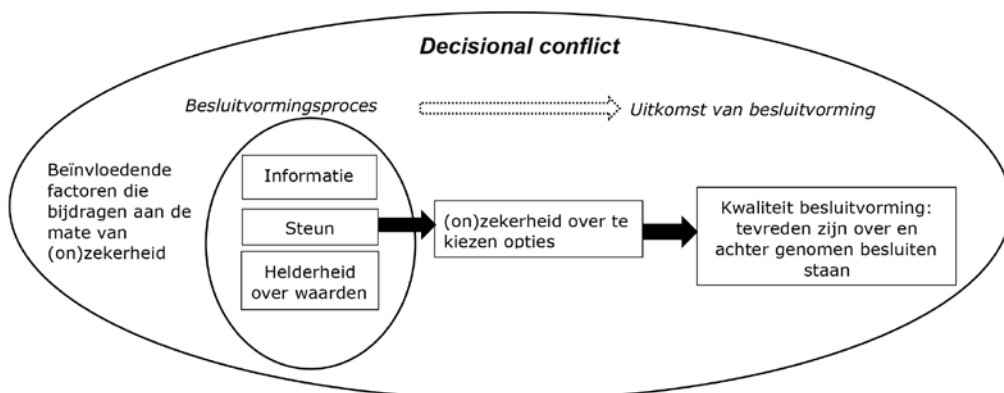 Decisional conflict
Besluitvormingsproces
Uitkomst van besluitvorming
Beïnvloedende
factoren die
bijdragen aan de
mate van
(on)zekerheid
Informatie
Steun
Helderheid
over waarden
(on)zekerheid over te
kiezen opties
Kwaliteit besluitvorming:
tevreden zijn over en
achter genomen besluiten
staan